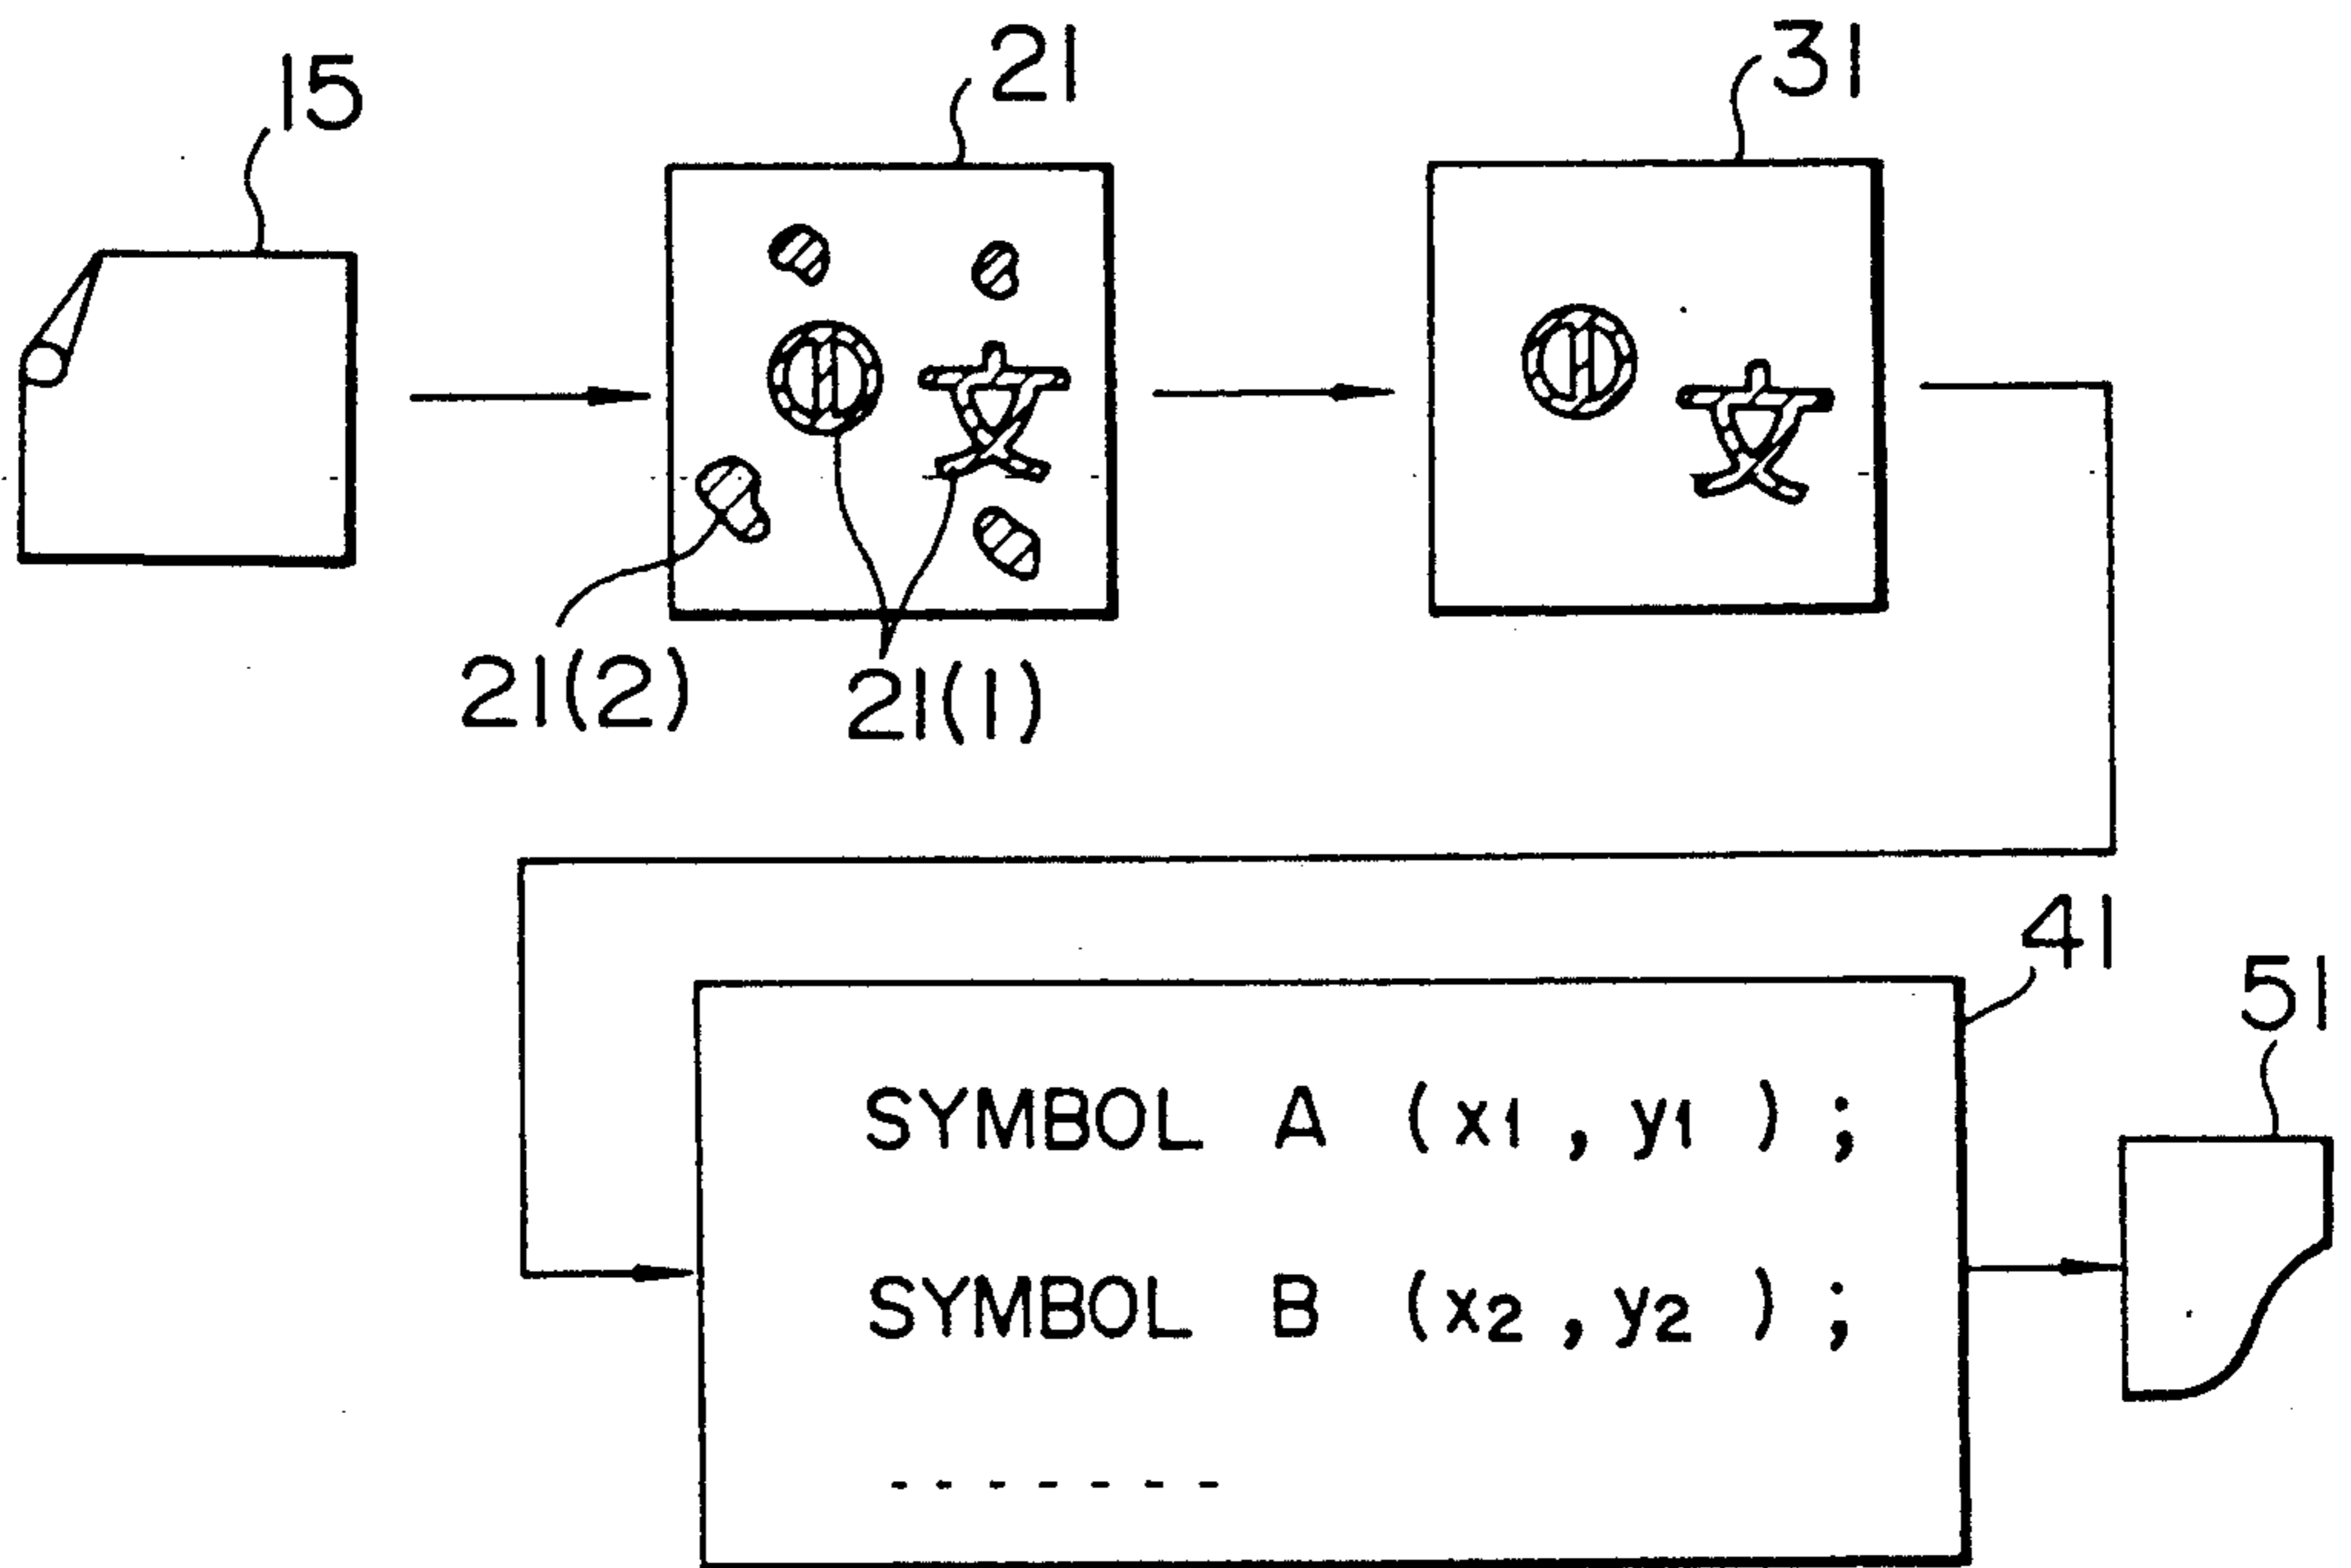 15
21
31
21(2)
21(1)
41
51
SYMBOL A (x1 , y1 ) ;
SYMBOL B (x2 , y2 ) ;
- - - - - - -